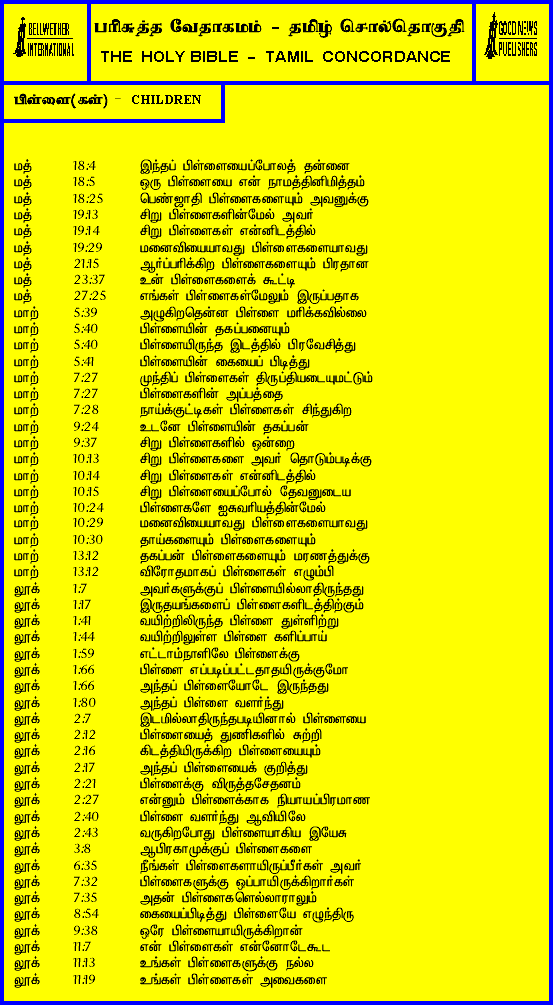 BELLWETHER
INTERNATIONAL
பரிசுத்த வேதாகமம் - தமிழ் சொல்தொகுதி
THE HOLY BIBLE - TAMIL CONCORDANCE
GOOD NEWS
PUBLISHERS
பிள்ளை(கள்) - CHILDREN
மத் 18:4 இந்தப் பிள்ளையைப்போலத் தன்னை
மத் 18:5 ஒரு பிள்ளையை என் நாமத்தினிமித்தம்
மத் 18:25 பெண்ஜாதி பிள்ளைகளையும் அவனுக்கு
மத் 19:13 சிறு பிள்ளைகளின்மேல் அவர்
மத் 19:14 சிறு பிள்ளைகள் என்னிடத்தில்
மத் 19:29 மனைவியையாவது பிள்ளைகளையாவது
மத் 21:15 ஆர்ப்பரிக்கிற பிள்ளைகளையும் பிரதான
மத் 23:37 உன் பிள்ளைகளைக் கூட்டி
மத் 27:25 எங்கள் பிள்ளைகள்மேலும் இருப்பதாக
மாற் 5:39 அழுகிறதென்ன பிள்ளை மரிக்கவில்லை
மாற் 5:40 பிள்ளையின் தகப்பனையும்
மாற் 5:40 பிள்ளையிருந்த இடத்தில் பிரவேசித்து
மாற் 5:41 பிள்ளையின் கையைப் பிடித்து
மாற் 7:27 முந்திப் பிள்ளைகள் திருப்தியடையுமட்டும்
மாற் 7:27 பிள்ளைகளின் அப்பத்தை
மாற் 7:28 நாய்க்குட்டிகள் பிள்ளைகள் சிந்துகிற
மாற் 9:24 உடனே பிள்ளையின் தகப்பன்
மாற் 9:37 சிறு பிள்ளைகளில் ஒன்றை
மாற் 10:13 சிறு பிள்ளைகளை அவர் தொடும்படிக்கு
மாற் 10:14 சிறு பிள்ளைகள் என்னிடத்தில்
மாற் 10:15 சிறு பிள்ளையைப்போல் தேவனுடைய
மாற் 10:24 பிள்ளைகளே ஐசுவரியத்தின்மேல்
மாற் 10:29 மனைவியையாவது பிள்ளைகளையாவது
மாற் 10:30 தாய்களையும் பிள்ளைகளையும்
மாற் 13:12 தகப்பன் பிள்ளைகளையும் மரணத்துக்கு
மாற் 13:12 விரோதமாகப் பிள்ளைகள் எழும்பி
லூக் 1:7 அவர்களுக்குப் பிள்ளையில்லாதிருந்தது
லூக் 1:17 இருதயங்களைப் பிள்ளைகளிடத்திற்கும்
லூக் 1:41 வயிற்றிலிருந்த பிள்ளை துள்ளிற்று
லூக் 1:44 வயிற்றிலுள்ள பிள்ளை களிப்பாய்
லூக் 1:59 எட்டாம்நாளிலே பிள்ளைக்கு
லூக் 1:66 பிள்ளை எப்படிப்பட்டதாதயிருக்குமோ
லூக் 1:66 அந்தப் பிள்ளையோடே இருந்தது
லூக் 1:80 அந்தப் பிள்ளை வளர்ந்து
லூக் 2:7 இடமில்லாதிருந்தபடியினால் பிள்ளையை
லூக் 2:12 பிள்ளையைத் துணிகளில் சுற்றி
லூக் 2:16 கிடத்தியிருக்கிற பிள்ளையையும்
லூக் 2:17 அந்தப் பிள்ளையைக் குறித்து
லூக் 2:21 பிள்ளைக்கு விருத்தசேதனம்
லூக் 2:27 என்னும் பிள்ளைக்காக நியாயப்பிரமாண
லூக் 2:40 பிள்ளை வளர்ந்து ஆவியிலே
லூக் 2:43 வருகிறபோது பிள்ளையாகிய இயேசு
லூக் 3:8 ஆபிரகாமுக்குப் பிள்ளைகளை
லூக் 6:35 நீங்கள் பிள்ளைகளாயிருப்பீர்கள் அவர்
லூக் 7:32 பிள்ளைகளுக்கு ஒப்பாயிருக்கிறார்கள்
லூக் 7:35 அதன் பிள்ளைகளெல்லாராலும்
லூக் 8:54 கையைப்பிடித்து பிள்ளையே எழுந்திரு
லூக் 9:38 ஒரே பிள்ளையாயிருக்கிறான்
லூக் 11:7 என் பிள்ளைகள் என்னோடேகூட
லூக் 11:13 உங்கள் பிள்ளைகளுக்கு நல்ல
லூக் 11:19 உங்கள் பிள்ளைகள் அவைகளை